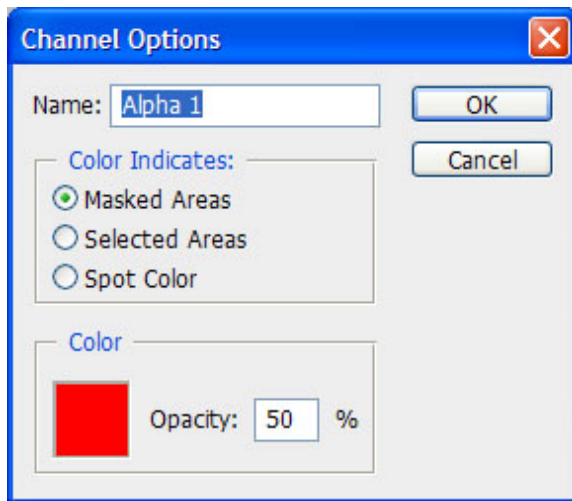 Channel Options
Name: Alpha 1
OK
Color Indicates:
Cancel
Masked Areas
Selected Areas
Spot Color
Color
Opacity: 50 %